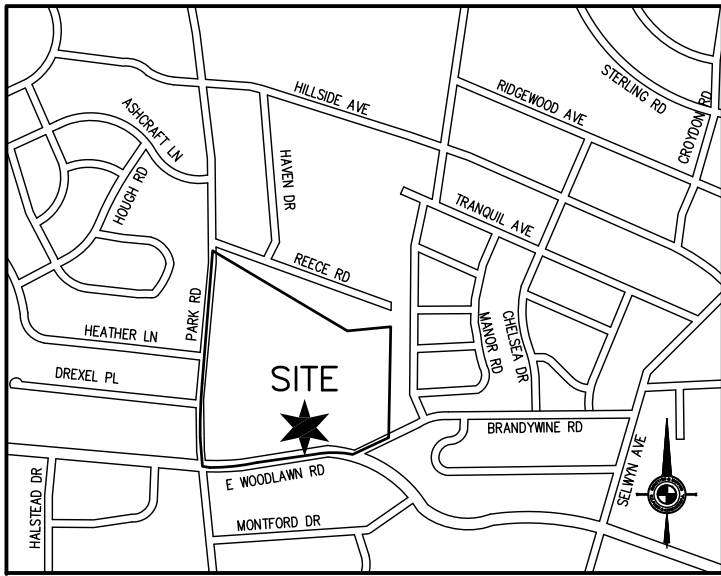 STERLING RD
CROYDON RD
HILLSIDE AVE
RIDGEWOOD AVE
ASHCRAFT LN
HOUGH RD
HAVEN DR
TRANQUIL AVE
REECE RD
PARK RD
HEATHER LN
MANOR RD
CHELSEA DR
DREXEL PL
SITE
BRANDYWINE RD
E WOODLAWN RD
SELWYN AVE
HALSTEAD DR
MONTFORD DR